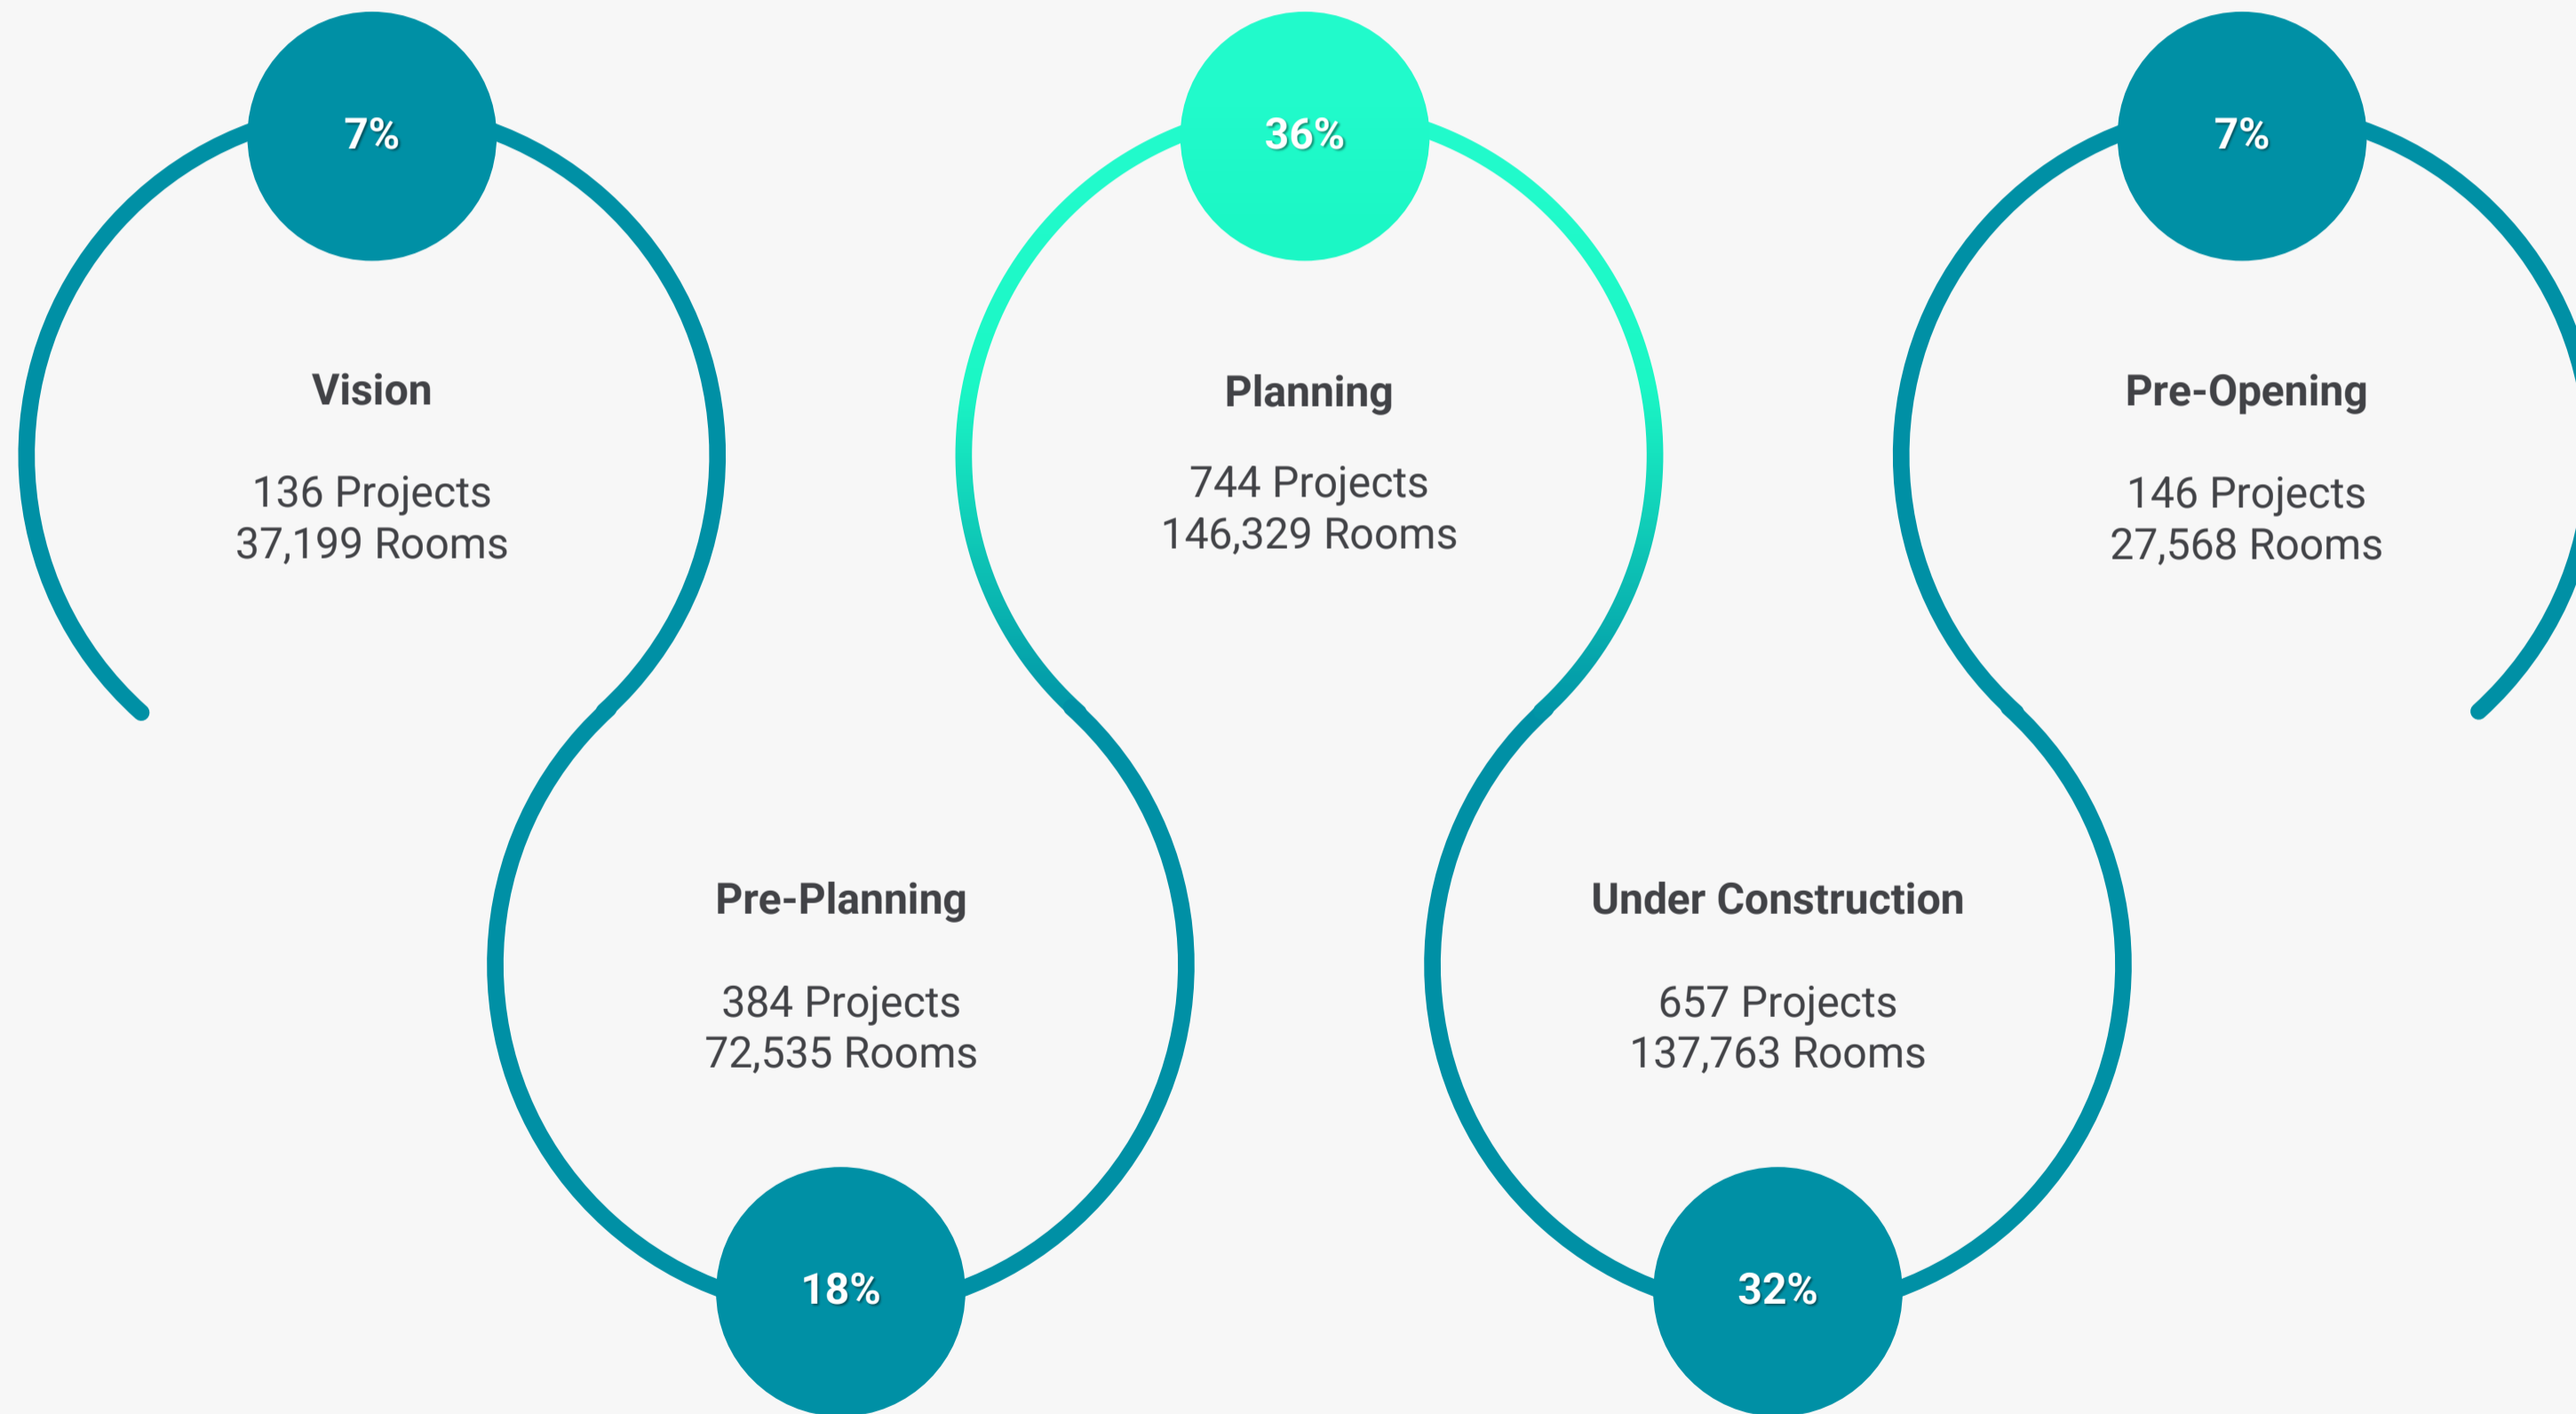 7%
Vision
136 Projects
37,199 Rooms
Pre-Planning
384 Projects
72,535 Rooms
18%
36%
Planning
744 Projects
146,329 Rooms
Under Construction
657 Projects
137,763 Rooms
32%
7%
Pre-Opening
146 Projects
27,568 Rooms